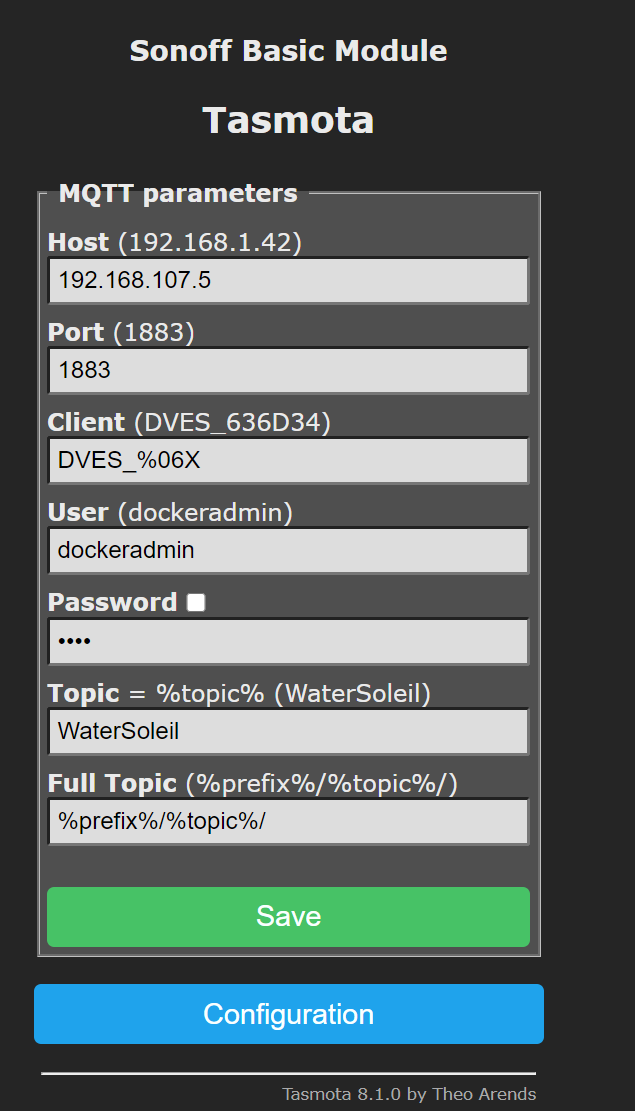 Sonoff Basic Module
Tasmota
MQTT parameters
Host (192.168.1.42)
192.168.107.5
Port (1883)
1883
Client (DVES_636D34)
DVES_%06X
User (dockeradmin)
dockeradmin
Password
••••
Topic = %topic% (WaterSoleil)
WaterSoleil
Full Topic (%prefix%/%topic%/)
%prefix%/%topic%/
Save
Configuration
Tasmota 8.1.0 by Theo Arends